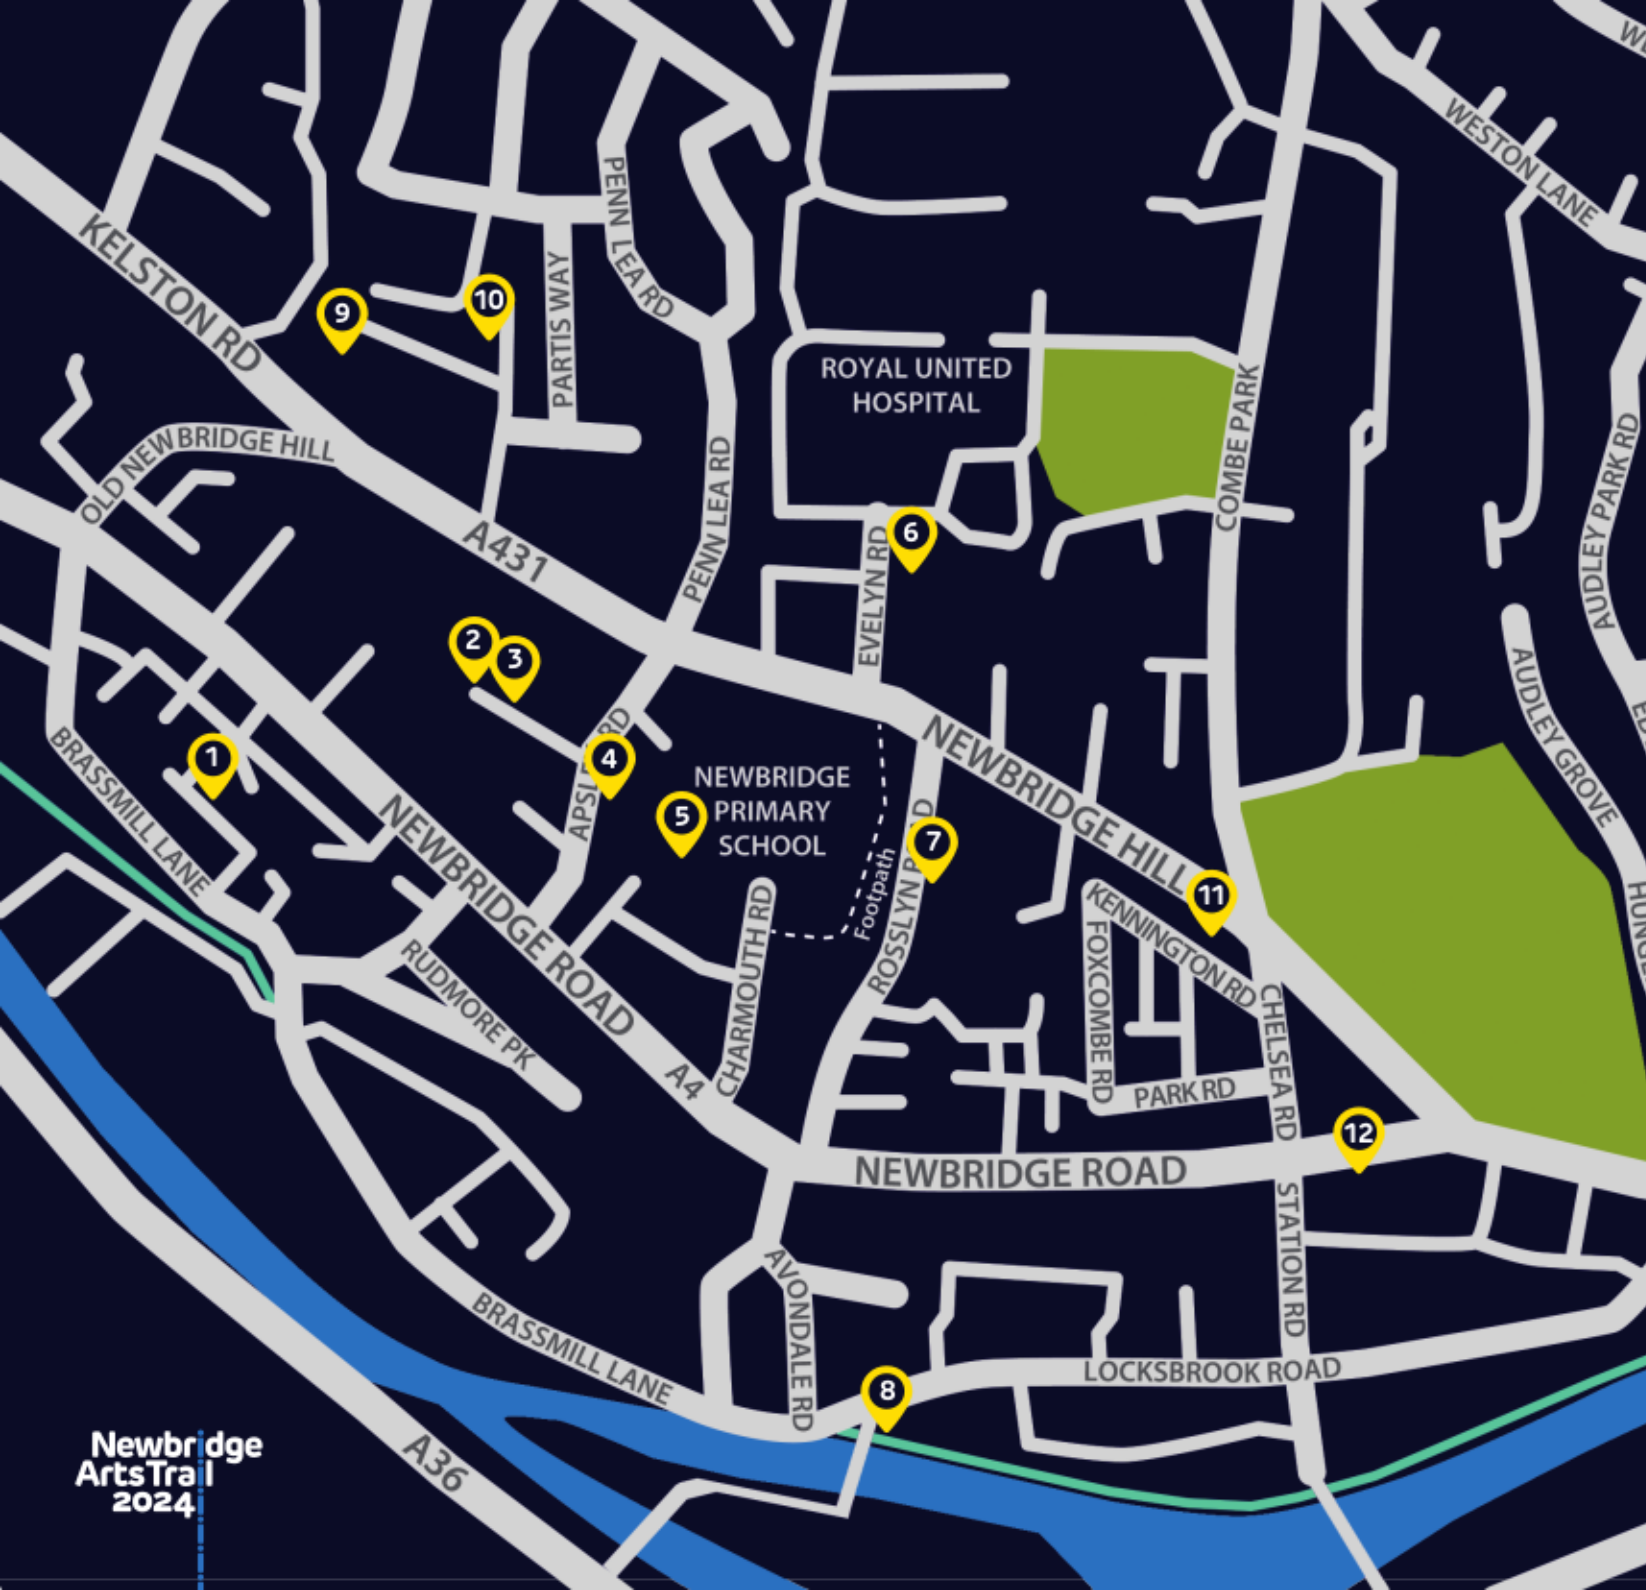 WESTON LANE
PENN LEA RD
KELSTON RD
PARTIS WAY
10
9
ROYAL UNITED
HOSPITAL
COMBE PARK
OLD NEWBRIDGE HILL
PENN LEA RD
AUDLEY PARK RD
A431
EVELYN RD
6
2
3
AUDLEY GROVE
BRASSMILL LANE
1
4
NEWBRIDGE
PRIMARY
SCHOOL
5
NEWBRIDGE HILL
7
Footpath
ROSSLYN
11
NEWBRIDGE ROAD
KENNINGTON RD
FOXCOMBE RD
CHARMOUTH RD
RUDMORE PK
CHELSEA RD
A4
PARK RD
12
NEWBRIDGE ROAD
STATION RD
AVONDALE RD
BRASSMILL LANE
LOCKSBROOK ROAD
8
A36
Newbridge
ArtsTrail
2024